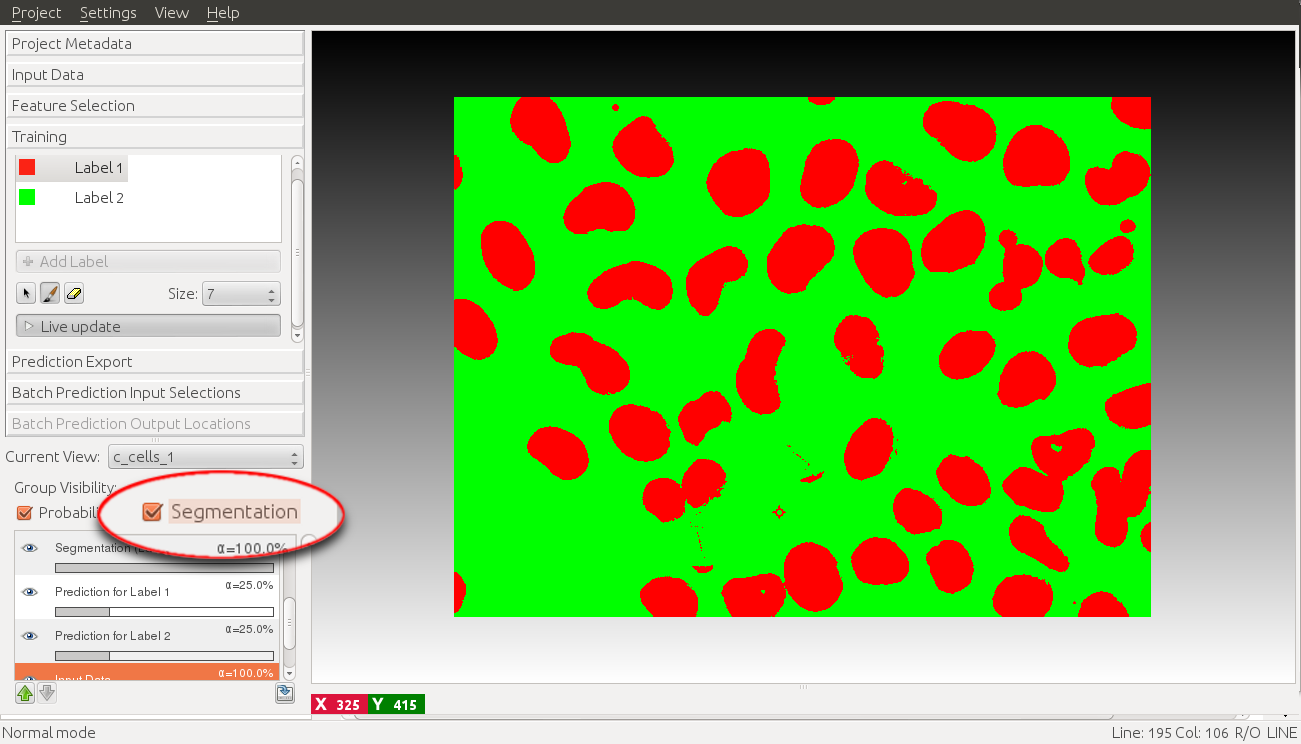 Project Settings View Help
Project Metadata
Input Data
Feature Selection
Training
Label 1
Label 2
Add Label
Size: 7
Live update
Prediction Export
Batch Prediction Input Selections
Batch Prediction Output Locations
Current View: c_cells_1
Group Visibility:
Segmentation
Segmentation α=100.0%
α=25.0%
Prediction for Label 1
α=25.0%
Prediction for Label 2
α=100.0%
Input Data
X 325 Y 415
Normal mode Line: 195 Col: 106 R/O LINE